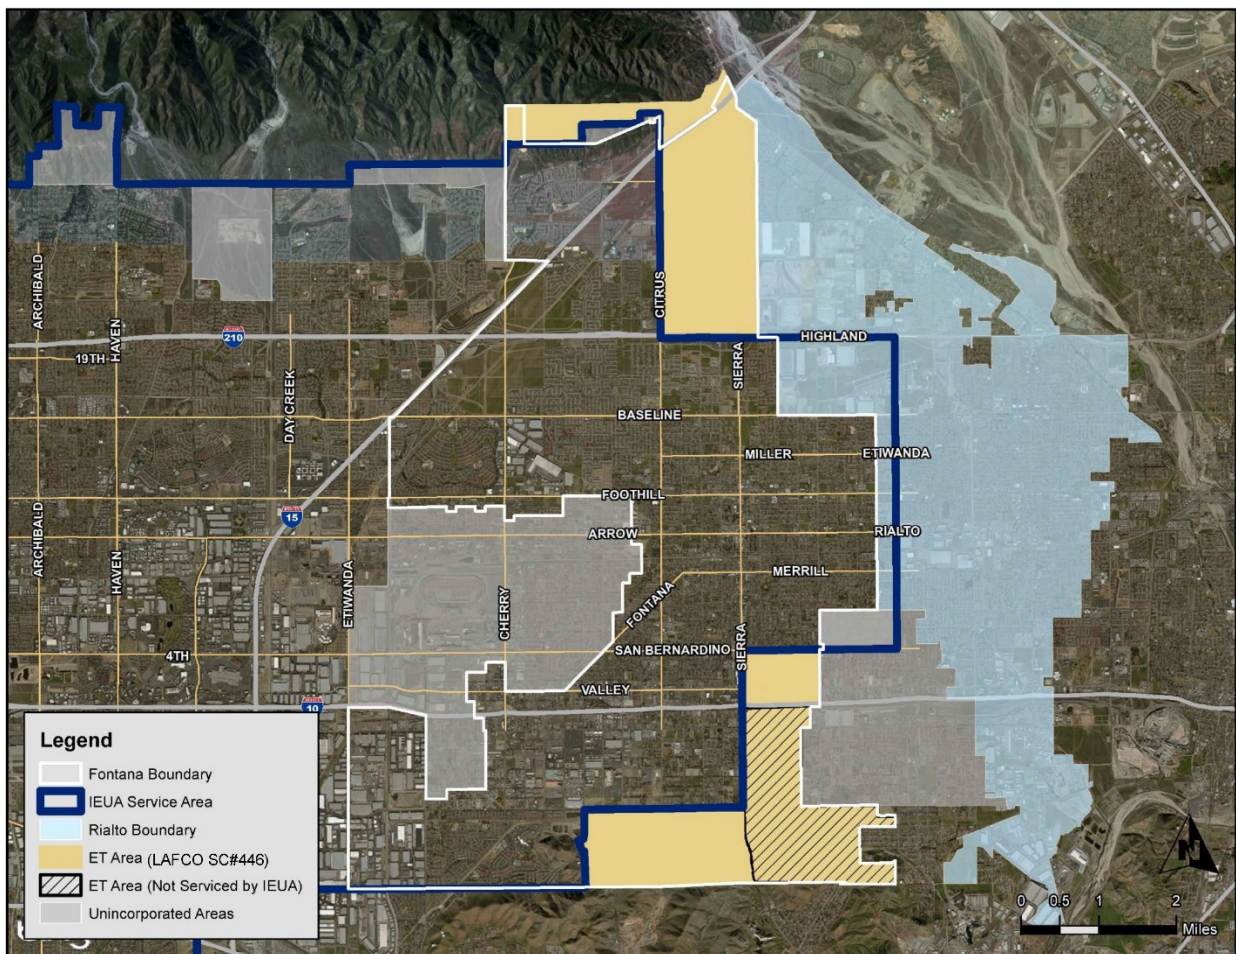 CITRUS
ARCHIBALD
HAVEN
HIGHLAND
210
19TH
SIERRA
DAY CREEK
BASELINE
MILLER
ETIWANDA
FOOTHILL
15
ARROW
RIALTO
ARCHIBALD
HAVEN
ETIWANDA
CHERRY
FONTANA
MERRILL
SAN BERNARDINO
SIERRA
4TH
VALLEY
10
Legend
Fontana Boundary
IEUA Service Area
Rialto Boundary
ET Area (LAFCO SC#446)
ET Area (Not Serviced by IEUA)
Unincorporated Areas
N
0 0.5 1 2
Miles